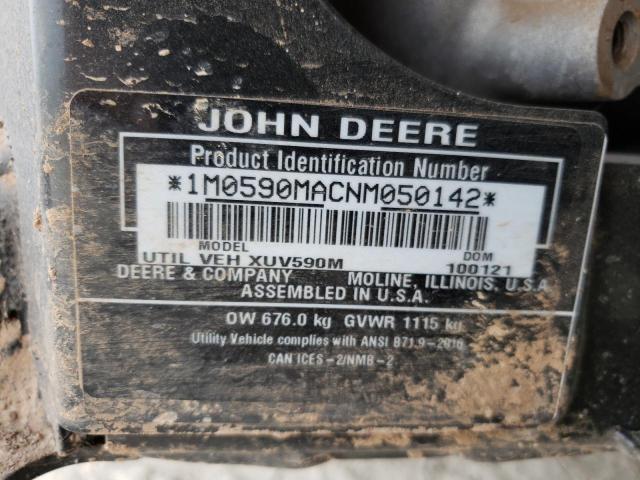 JOHN DEERE
Product Identification Number
*1M0590MACNM050142*
MODEL DOM
UTIL VEH XUV590M 100121
DEERE & COMPANY MOLINE, ILLINOIS, U.S.A
ASSEMBLED IN U.S.A.
OW 676.0 kg GVWR 1115 kg
Utility Vehicle complies with ANSI B71.9-2016
CAN ICES-2/NMB-2